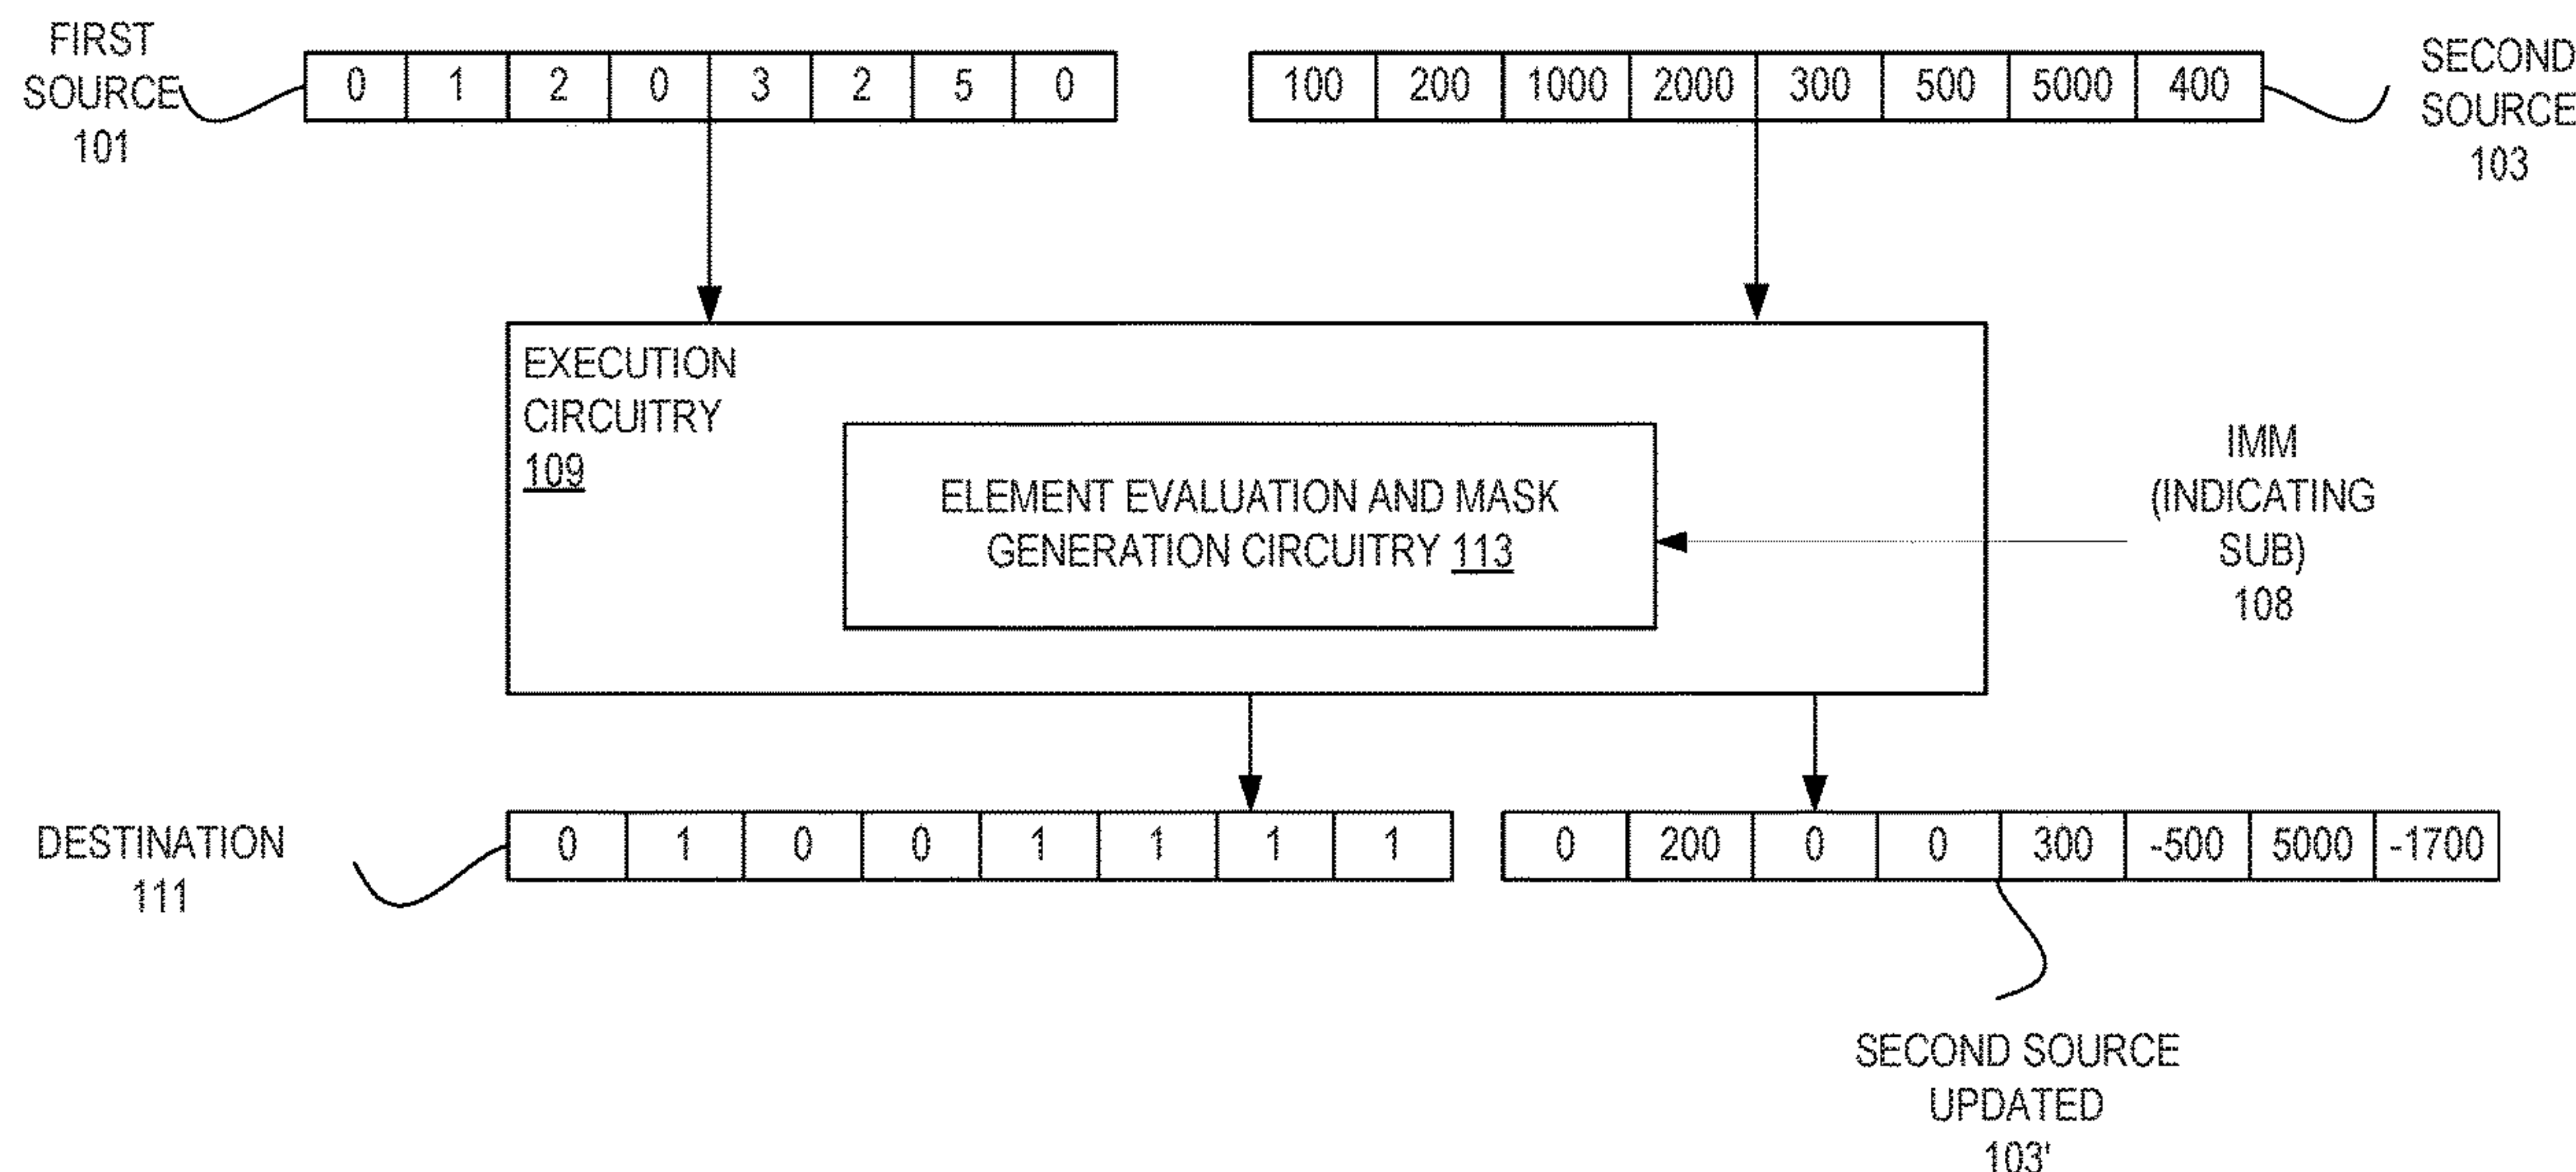 FIRST
SOURCE
101
0 1 2 0 3 2 5 0
100 200 1000 2000 300 500 5000 400
SECOND
SOURCE
103
EXECUTION
CIRCUITRY
109
ELEMENT EVALUATION AND MASK
GENERATION CIRCUITRY 113
IMM
(INDICATING
SUB)
108
DESTINATION
111
0 1 0 0 1 1 1 1
0 200 0 0 300 -500 5000 -1700
SECOND SOURCE
UPDATED
103'